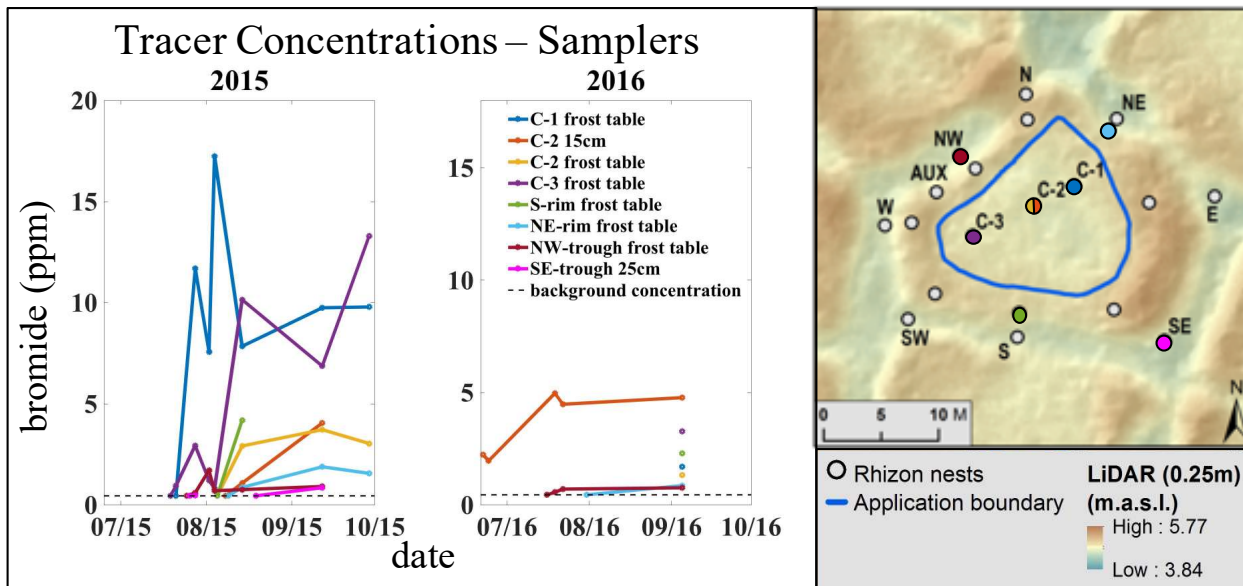 Tracer Concentrations – Samplers
2015
2016
bromide (ppm)
20
15
10
5
0
07/15
08/15
09/15
10/15
15
10
5
0
07/16
08/16
09/16
10/16
date
C-1 frost table
C-2 15cm
C-2 frost table
C-3 frost table
S-rim frost table
NE-rim frost table
NW-trough frost table
SE-trough 25cm
background concentration
N
NE
NW
AUX
C-1
C-2
W
E
C-3
SW
S
SE
0 5 10 M
N
Rhizon nests
Application boundary
LiDAR (0.25m)
(m.a.s.l.)
High : 5.77
Low : 3.84